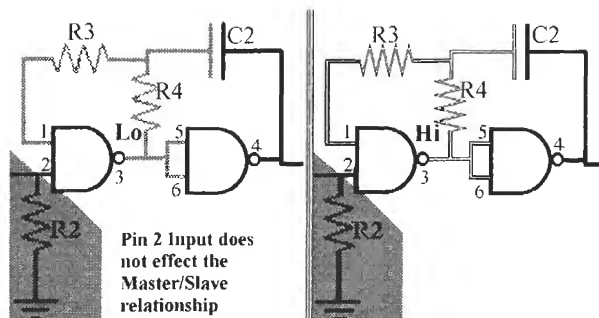 R3
C2
R4
Lo
1
2
3
5
6
4
R2
Pin 2 Input does
not effect the
Master/Slave
relationship
R3
C2
R4
Hi
1
2
3
5
6
4
R2